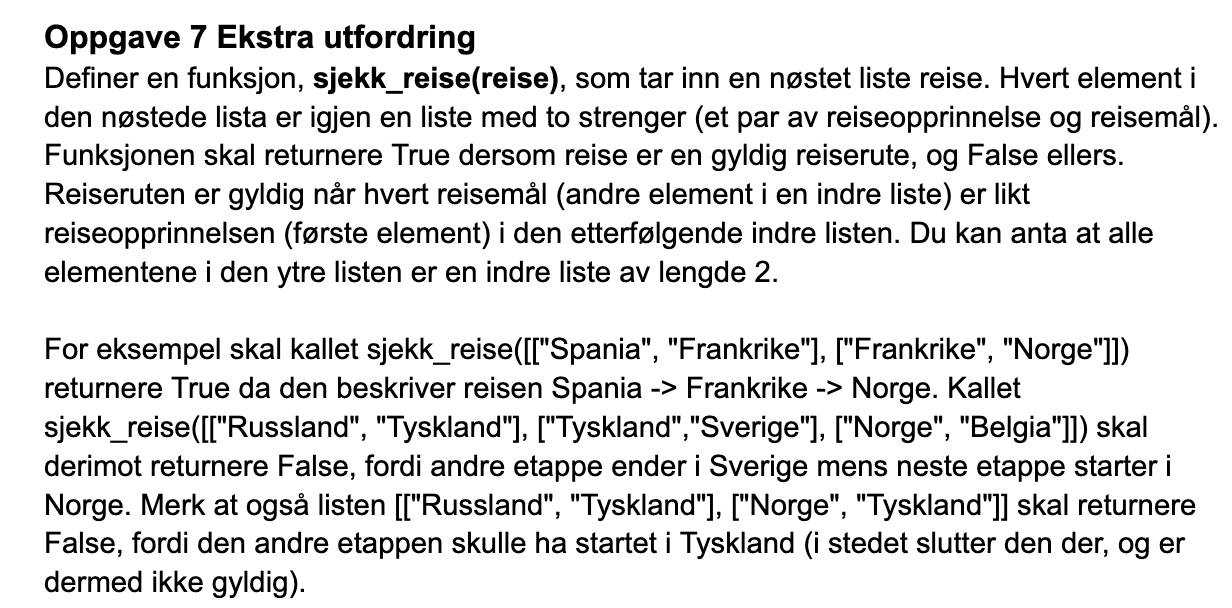 Oppgave 7 Ekstra utfordring
Definer en funksjon, sjekk_reise(reise), som tar inn en nøstet liste reise. Hvert element i
den nøstede lista er igjen en liste med to strenger (et par av reiseopprinnelse og reisemål).
Funksjonen skal returnere True dersom reise er en gyldig reiserute, og False ellers.
Reiseruten er gyldig når hvert reisemål (andre element i en indre liste) er likt
reiseopprinnelsen (første element) i den etterfølgende indre listen. Du kan anta at alle
elementene i den ytre listen er en indre liste av lengde 2.
For eksempel skal kallet sjekk_reise([["Spania", "Frankrike"], ["Frankrike", "Norge"]])
returnere True da den beskriver reisen Spania -> Frankrike -> Norge. Kallet
sjekk_reise([["Russland", "Tyskland"], ["Tyskland","Sverige"], ["Norge", "Belgia"]]) skal
derimot returnere False, fordi andre etappe ender i Sverige mens neste etappe starter i
Norge. Merk at også listen [["Russland", "Tyskland"], ["Norge", "Tyskland"]] skal returnere
False, fordi den andre etappen skulle ha startet i Tyskland (i stedet slutter den der, og er
dermed ikke gyldig).